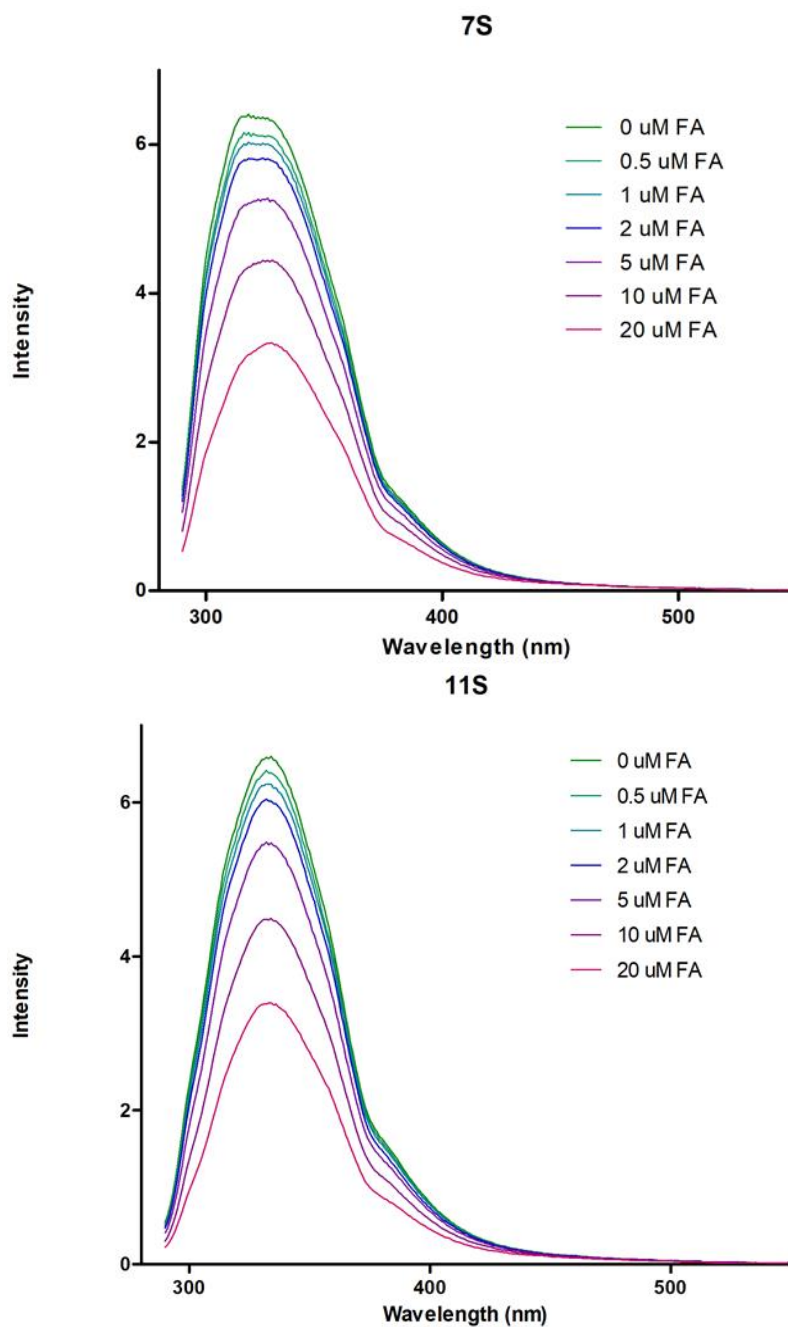 7S
6
4
2
0
Intensity
0 uM FA
0.5 uM FA
1 uM FA
2 uM FA
5 uM FA
10 uM FA
20 uM FA
300
400
500
Wavelength (nm)
11S
6
4
2
0
Intensity
0 uM FA
0.5 uM FA
1 uM FA
2 uM FA
5 uM FA
10 uM FA
20 uM FA
300
400
500
Wavelength (nm)